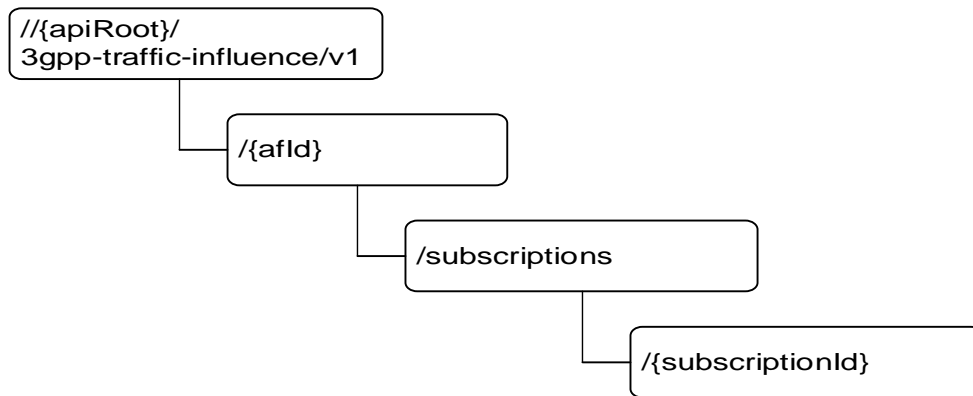 //{apiRoot}/
3gpp-traffic-influence/v1
/{afId}
/subscriptions
/{subscriptionId}